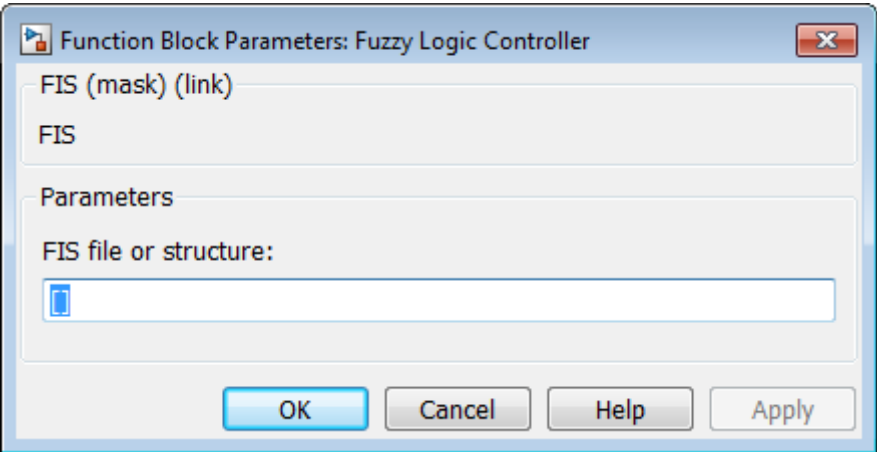 Function Block Parameters: Fuzzy Logic Controller
FIS (mask) (link)
FIS
Parameters
FIS file or structure:
[]
OK Cancel Help Apply